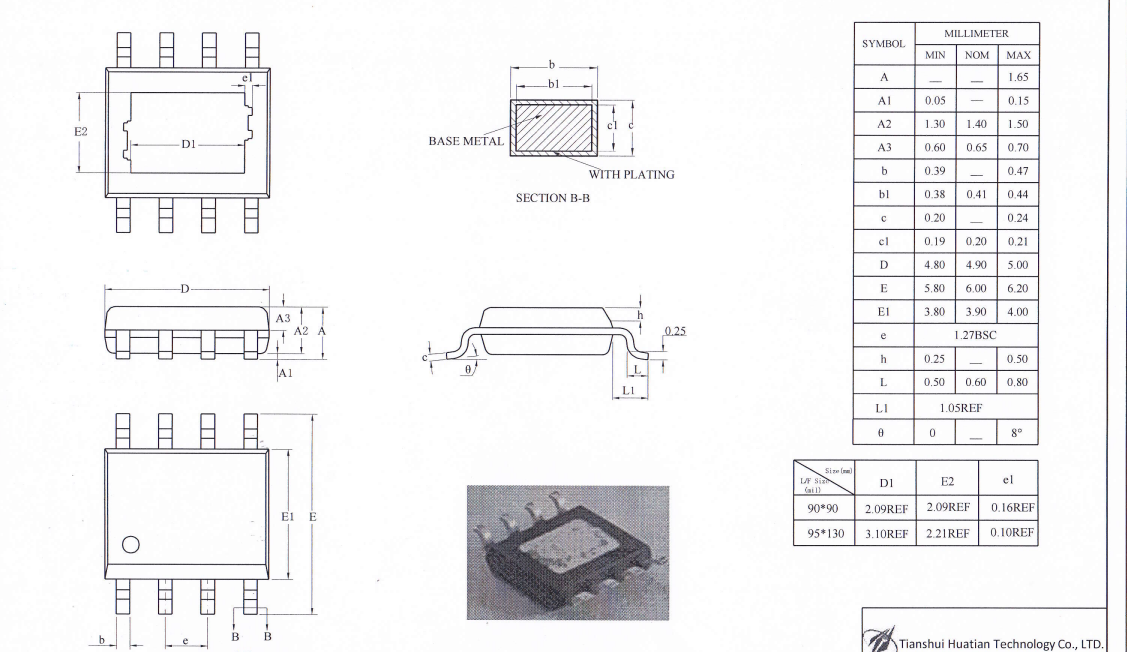 e1
E2
D1
b
b1
BASE METAL
c1
c
WITH PLATING
SECTION B-B
D
A3
A2
A
A1
h
0.25
c
θ
L
L1
E1
E
b
e
B
B
SYMBOL MILLIMETER
MIN NOM MAX
A — — 1.65
A1 0.05 — 0.15
A2 1.30 1.40 1.50
A3 0.60 0.65 0.70
b 0.39 — 0.47
b1 0.38 0.41 0.44
c 0.20 — 0.24
c1 0.19 0.20 0.21
D 4.80 4.90 5.00
E 5.80 6.00 6.20
E1 3.80 3.90 4.00
e 1.27BSC
h 0.25 — 0.50
L 0.50 0.60 0.80
L1 1.05REF
θ 0 — 8°
Size(mm)
L/F Size
(mil)
D1 E2 e1
90*90 2.09REF 2.09REF 0.16REF
95*130 3.10REF 2.21REF 0.10REF
Tianshui Huatian Technology Co., LTD.